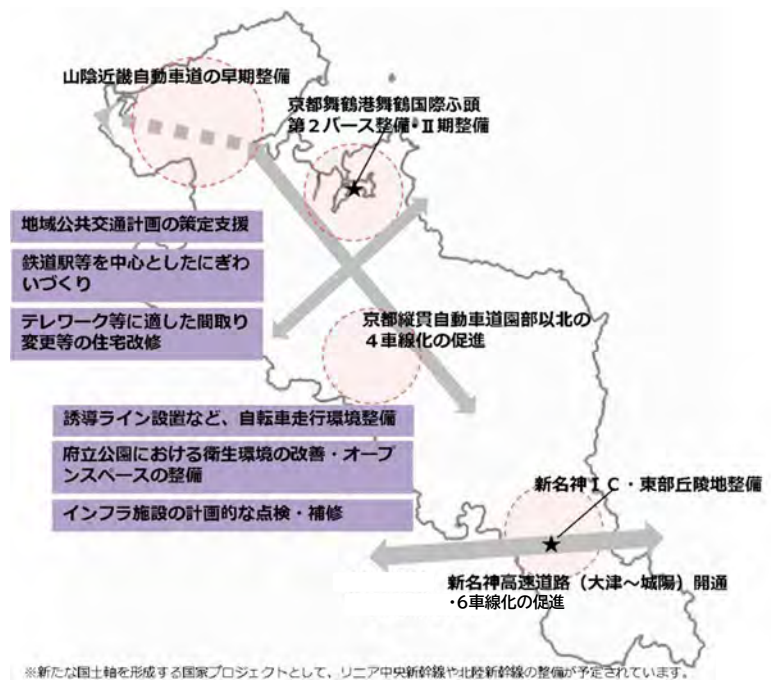 山陰近畿自動車道の早期整備
京都舞鶴港舞鶴国際ふ頭
第2バース整備・Ⅱ期整備
地域公共交通計画の策定支援
鉄道駅等を中心としたにぎわ
いづくり
テレワーク等に適した間取り
変更等の住宅改修
京都縦貫自動車道園部以北の
4車線化の促進
誘導ライン設置など、自転車走行環境整備
府立公園における衛生環境の改善・オープ
ンスペースの整備
インフラ施設の計画的な点検・補修
新名神IC・東部丘陵地整備
新名神高速道路（大津～城陽）開通
・6車線化の促進
※新たな国土軸を形成する国家プロジェクトとして、リニア中央新幹線や北陸新幹線の整備が予定されています。